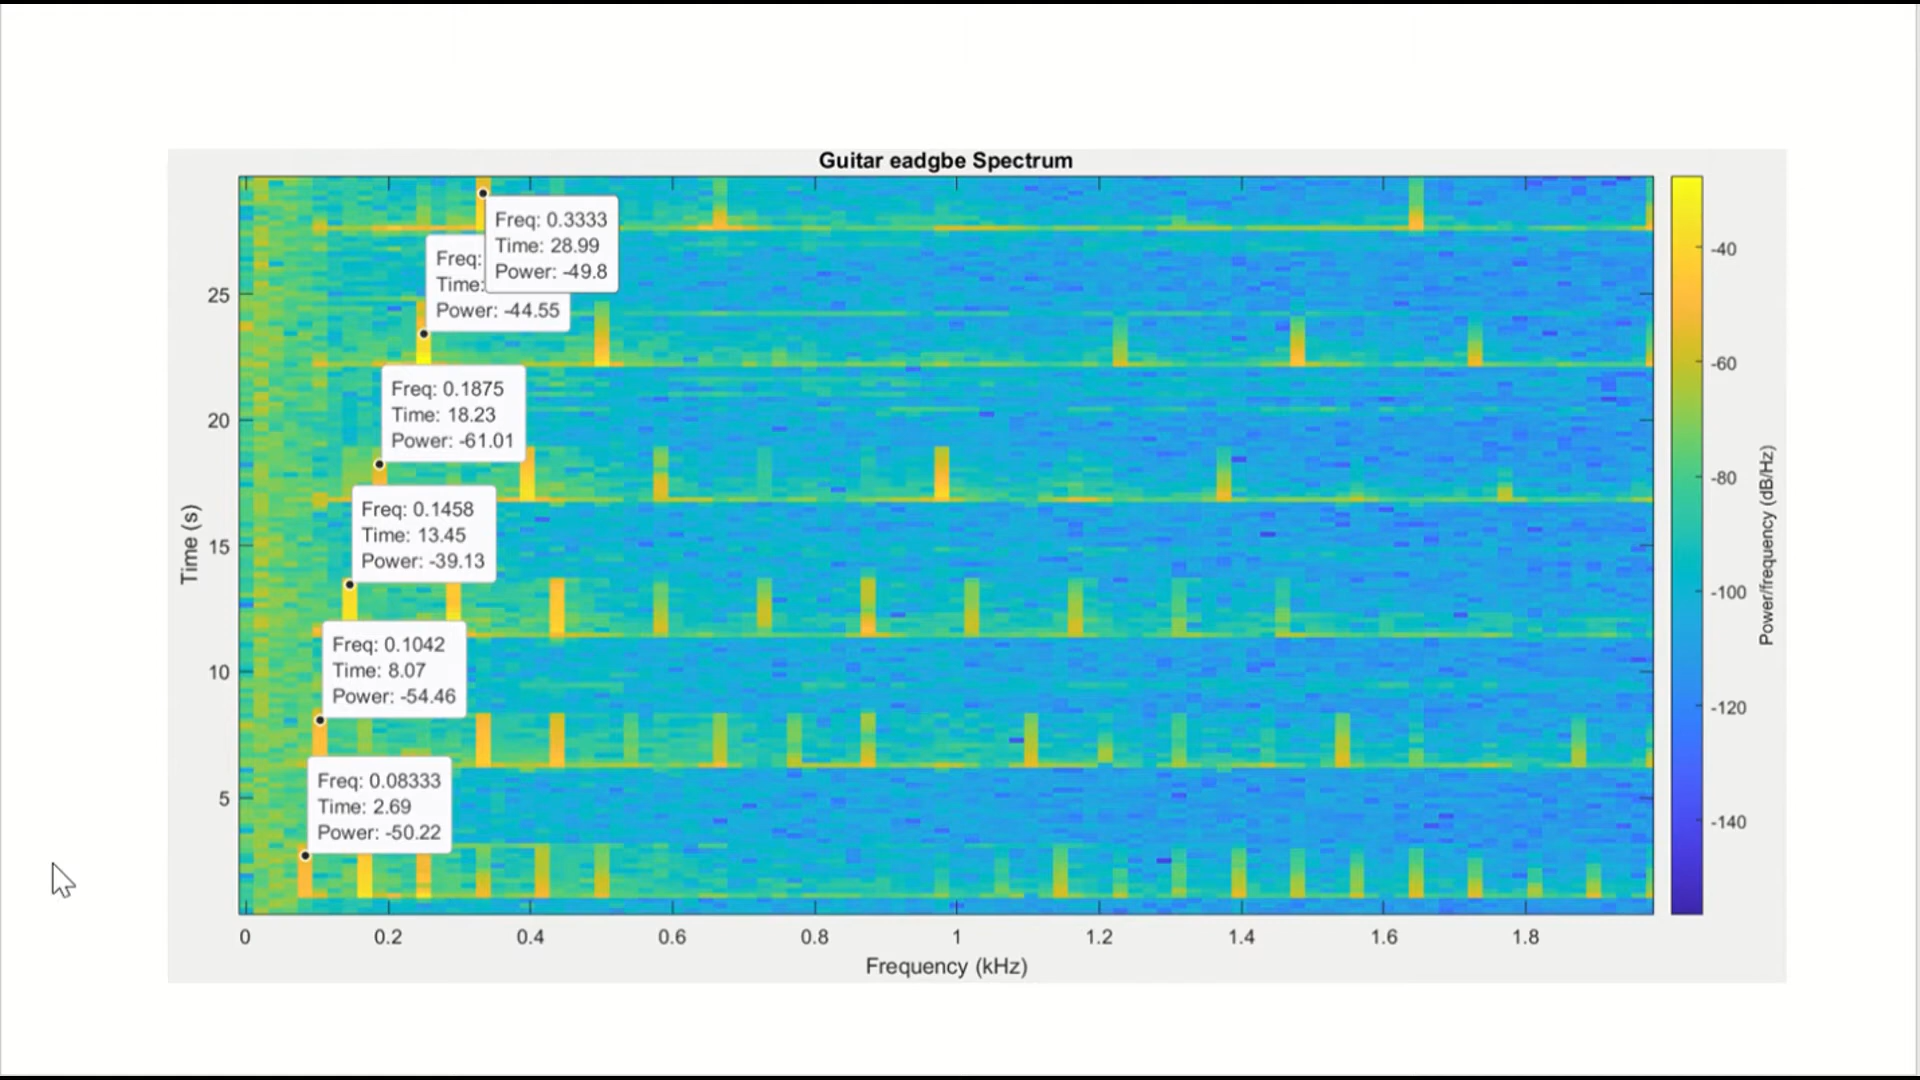 Guitar eadgbe Spectrum
Freq: 0.3333
Time: 28.99
Power: -49.8
Freq:
Time:
Power: -44.55
Freq: 0.1875
Time: 18.23
Power: -61.01
Freq: 0.1458
Time: 13.45
Power: -39.13
Freq: 0.1042
Time: 8.07
Power: -54.46
Freq: 0.08333
Time: 2.69
Power: -50.22
25
20
15
10
5
Time (s)
0 0.2 0.4 0.6 0.8 1 1.2 1.4 1.6 1.8
Frequency (kHz)
-40
-60
-80
-100
-120
-140
Power/frequency (dB/Hz)